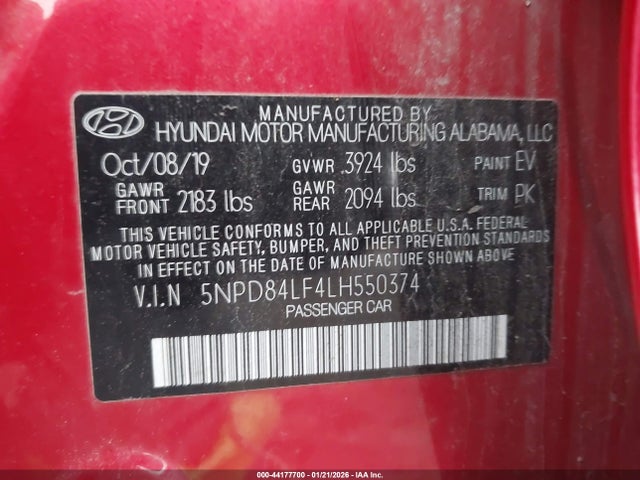 MANUFACTURED BY
HYUNDAI MOTOR MANUFACTURING ALABAMA, LLC
Oct/08/19 GVWR 3924 lbs PAINT EV
GAWR FRONT 2183 lbs GAWR REAR 2094 lbs TRIM PK
THIS VEHICLE CONFORMS TO ALL APPLICABLE U.S.A. FEDERAL
MOTOR VEHICLE SAFETY, BUMPER, AND THEFT PREVENTION STANDARDS
IN EFFECT ON THE DATE OF MANUFACTURE SHOWN ABOVE.
V.I.N 5NPD84LF4LH550374
PASSENGER CAR
000-44177700 - 01/21/2026 - IAA Inc.